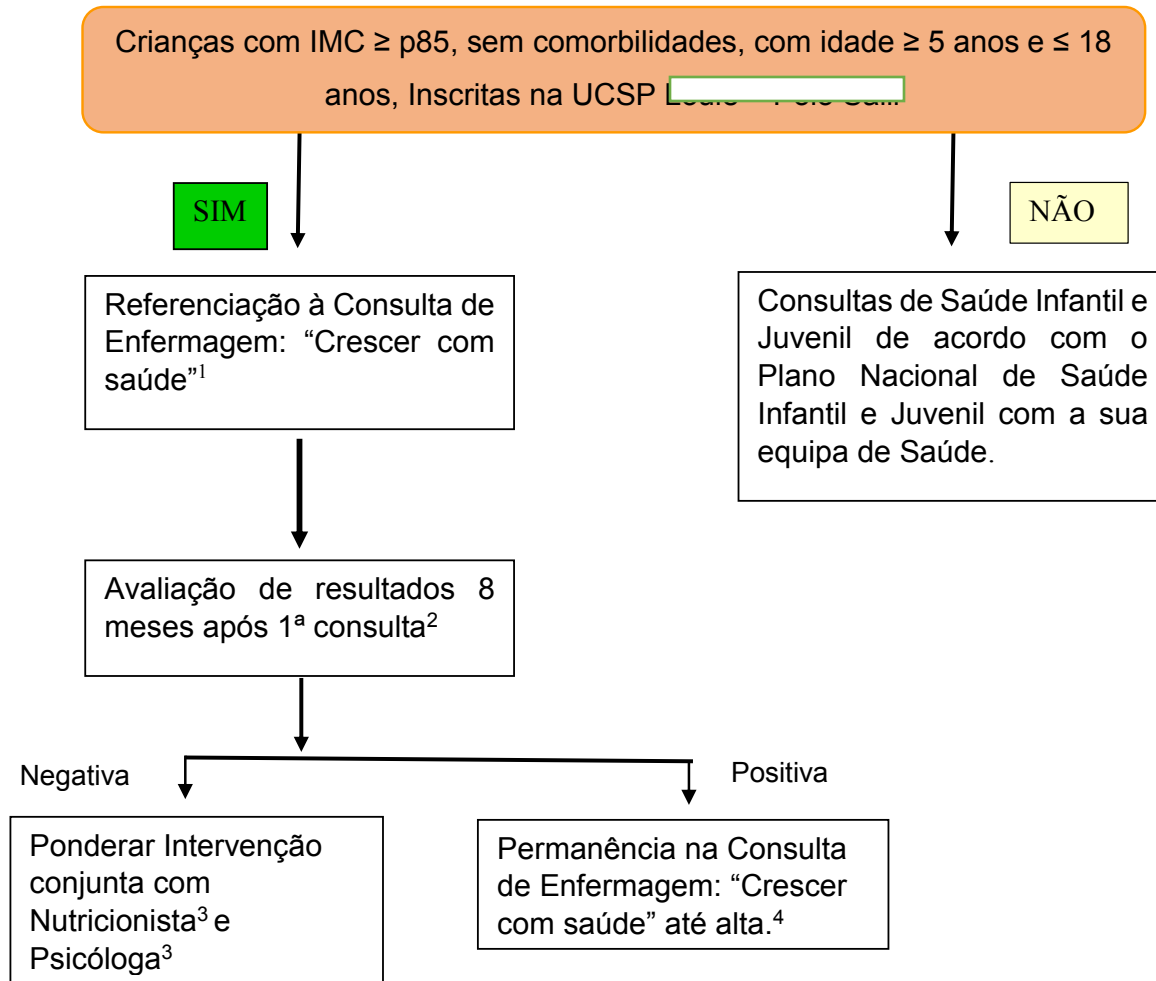 Crianças com IMC ≥ p85, sem comorbilidades, com idade ≥ 5 anos e ≤ 18
anos, Inscritas na UCSP
SIM
NÃO
Referenciação à Consulta de
Enfermagem: “Crescer com
saúde”¹
Consultas de Saúde Infantil e
Juvenil de acordo com o
Plano Nacional de Saúde
Infantil e Juvenil com a sua
equipa de Saúde.
Avaliação de resultados 8
meses após 1ª consulta²
Negativa
Positiva
Ponderar Intervenção
conjunta com
Nutricionista³ e
Psicóloga³
Permanência na Consulta
de Enfermagem: “Crescer
com saúde” até alta.⁴